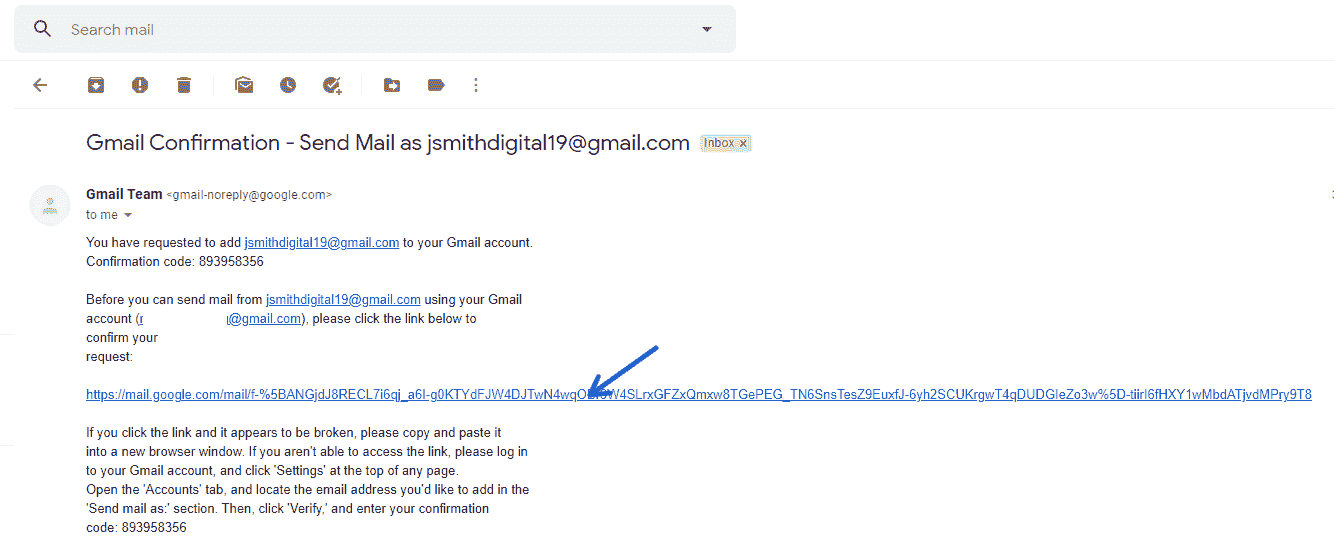 Search mail
Gmail Confirmation - Send Mail as jsmithdigital19@gmail.com Inbox x
Gmail Team <gmail-noreply@google.com>
to me
You have requested to add jsmithdigital19@gmail.com to your Gmail account.
Confirmation code: 893958356
Before you can send mail from jsmithdigital19@gmail.com using your Gmail
account (r @gmail.com), please click the link below to
confirm your
request:
https://mail.google.com/mail/f-%5BANGjdJ8RECL7i6qj_a6I-g0KTYdFJW4DJTwN4wqO W4SLrxGFZxQmxw8TGePEG_TN6SnsTesZ9EuxfJ-6yh2SCUKrgwT4qDUDGIeZo3w%5D-tiirI6fHXY1wMbdATjvdMPry9T8
If you click the link and it appears to be broken, please copy and paste it
into a new browser window. If you aren't able to access the link, please log in
to your Gmail account, and click 'Settings' at the top of any page.
Open the 'Accounts' tab, and locate the email address you'd like to add in the
'Send mail as:' section. Then, click 'Verify,' and enter your confirmation
code: 893958356